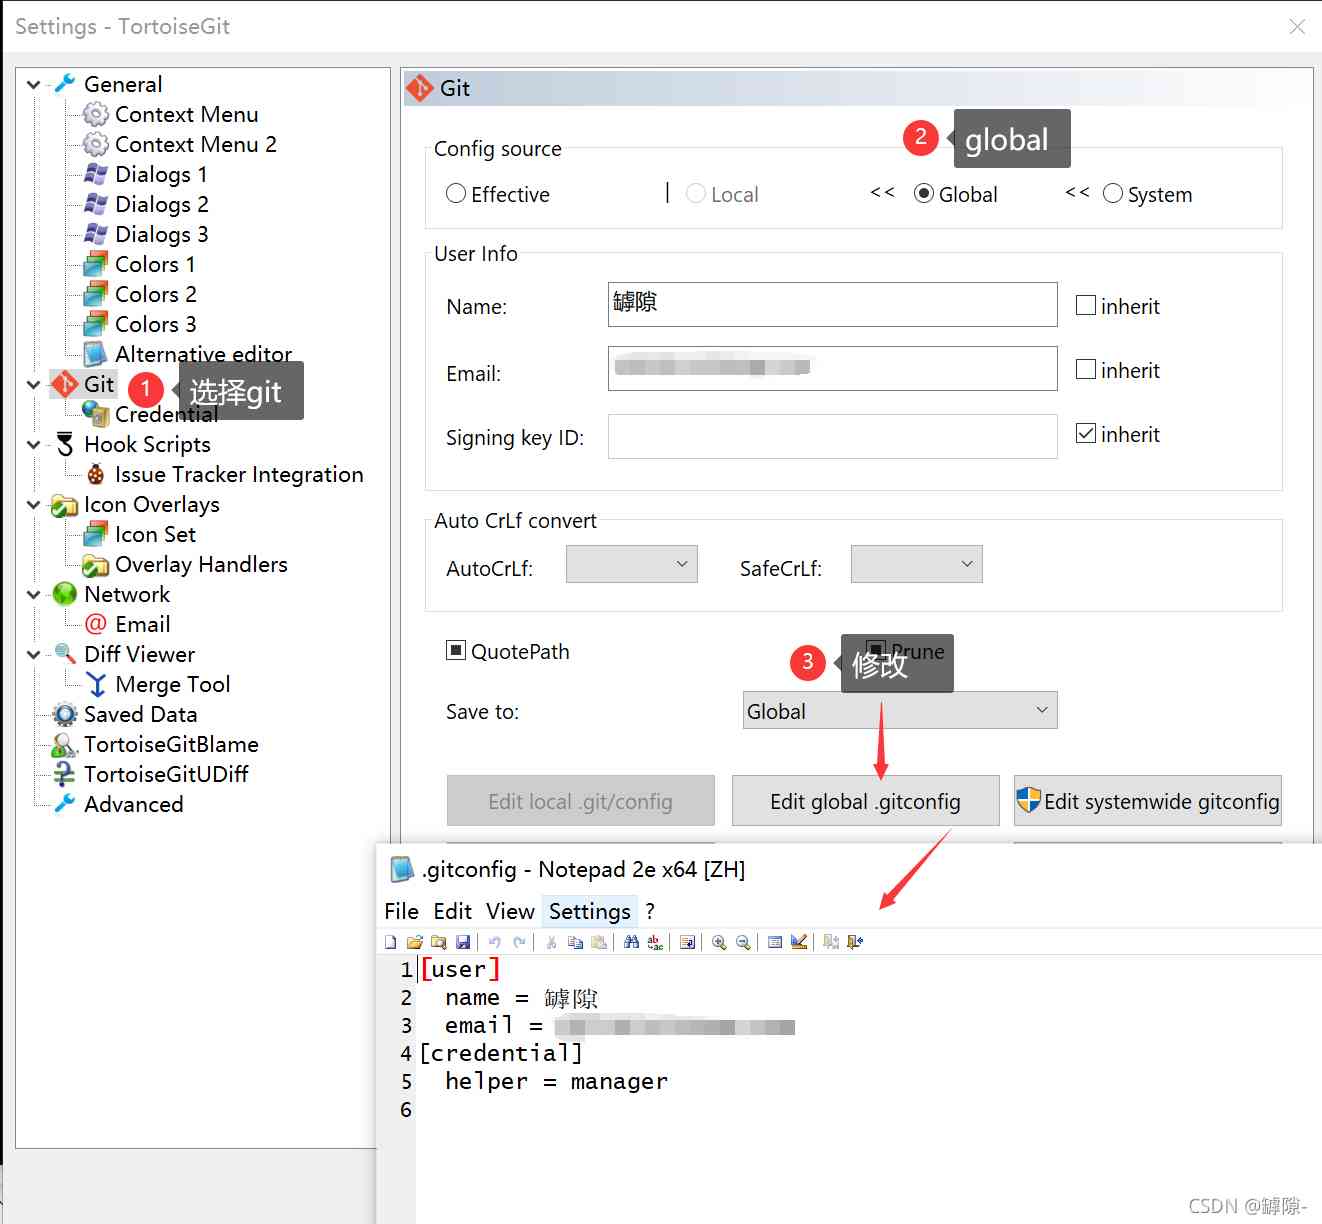 Settings - TortoiseGit
General
Context Menu
Context Menu 2
Dialogs 1
Dialogs 2
Dialogs 3
Colors 1
Colors 2
Colors 3
Alternative editor
Git
1 选择git
Credential
Hook Scripts
Issue Tracker Integration
Icon Overlays
Icon Set
Overlay Handlers
Network
@ Email
Diff Viewer
Merge Tool
Saved Data
TortoiseGitBlame
TortoiseGitUDiff
Advanced
Git
2 global
Config source
Effective | Local << Global << System
User Info
Name: 罅隙 inherit
Email: inherit
Signing key ID: inherit
Auto CrLf convert
AutoCrLf: SafeCrLf:
QuotePath Prune
3 修改
Save to: Global
Edit local .git/config Edit global .gitconfig Edit systemwide gitconfig
.gitconfig - Notepad 2e x64 [ZH]
File Edit View Settings ?
1 [user]
2 name = 罅隙
3 email =
4 [credential]
5 helper = manager
6
CSDN @罅隙-